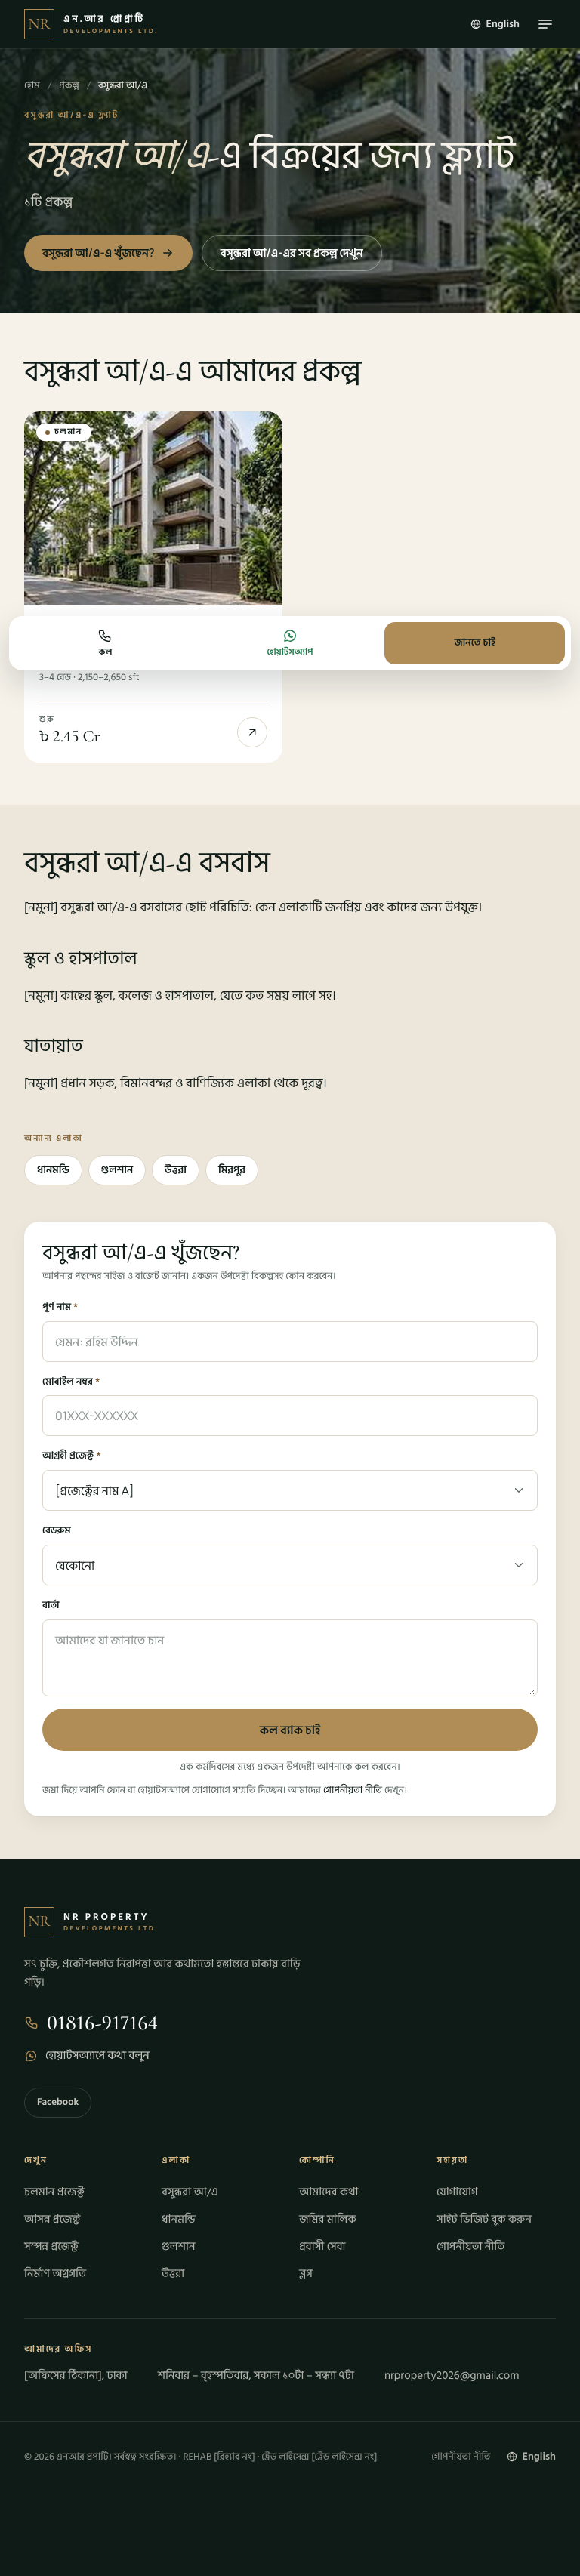 NR
এন.আর প্রোপার্টি
DEVELOPMENTS LTD.
English
হোম / প্রকল্প / বসুন্ধরা আ/এ
বসুন্ধরা আ/এ-এ ফ্ল্যাট
বসুন্ধরা আ/এ-এ বিক্রয়ের জন্য ফ্ল্যাট
১টি প্রকল্প
বসুন্ধরা আ/এ-এ খুঁজছেন? →
বসুন্ধরা আ/এ-এর সব প্রকল্প দেখুন
বসুন্ধরা আ/এ-এ আমাদের প্রকল্প
চলমান
কল
হোয়াটসঅ্যাপ
জানতে চাই
3–4 বেড · 2,150–2,650 sft
শুরু
৳ 2.45 Cr
বসুন্ধরা আ/এ-এ বসবাস
[নমুনা] বসুন্ধরা আ/এ-এ বসবাসের ছোট পরিচিতি: কেন এলাকাটি জনপ্রিয় এবং কাদের জন্য উপযুক্ত।
স্কুল ও হাসপাতাল
[নমুনা] কাছের স্কুল, কলেজ ও হাসপাতাল, যেতে কত সময় লাগে সহ।
যাতায়াত
[নমুনা] প্রধান সড়ক, বিমানবন্দর ও বাণিজ্যিক এলাকা থেকে দূরত্ব।
অন্যান্য এলাকা
ধানমন্ডি
গুলশান
উত্তরা
মিরপুর
বসুন্ধরা আ/এ-এ খুঁজছেন?
আপনার পছন্দের সাইজ ও বাজেট জানান। একজন উপদেষ্টা বিকল্পসহ ফোন করবেন।
পূর্ণ নাম *
যেমন: রহিম উদ্দিন
মোবাইল নম্বর *
01XXX-XXXXXX
আগ্রহী প্রজেক্ট *
[প্রজেক্টের নাম A]
বেডরুম
যেকোনো
বার্তা
আমাদের যা জানাতে চান
কল ব্যাক চাই
এক কর্মদিবসের মধ্যে একজন উপদেষ্টা আপনাকে কল করবেন।
জমা দিয়ে আপনি ফোন বা হোয়াটসঅ্যাপে যোগাযোগে সম্মতি দিচ্ছেন। আমাদের গোপনীয়তা নীতি দেখুন।
NR
NR PROPERTY
DEVELOPMENTS LTD.
সৎ চুক্তি, প্রকৌশলগত নিরাপত্তা আর কথামতো হস্তান্তরে ঢাকায় বাড়ি
গড়ি।
01816-917164
হোয়াটসঅ্যাপে কথা বলুন
Facebook
দেখুন
চলমান প্রজেক্ট
আসন্ন প্রজেক্ট
সম্পন্ন প্রজেক্ট
নির্মাণ অগ্রগতি
এলাকা
বসুন্ধরা আ/এ
ধানমন্ডি
গুলশান
উত্তরা
কোম্পানি
আমাদের কথা
জমির মালিক
প্রবাসী সেবা
ব্লগ
সহায়তা
যোগাযোগ
সাইট ভিজিট বুক করুন
গোপনীয়তা নীতি
আমাদের অফিস
[অফিসের ঠিকানা], ঢাকা
শনিবার – বৃহস্পতিবার, সকাল ১০টা – সন্ধ্যা ৭টা
nrproperty2026@gmail.com
© 2026 এনআর প্রপার্টি। সর্বস্বত্ব সংরক্ষিত। · REHAB [রিহ্যাব নং] · ট্রেড লাইসেন্স [ট্রেড লাইসেন্স নং]
গোপনীয়তা নীতি
English